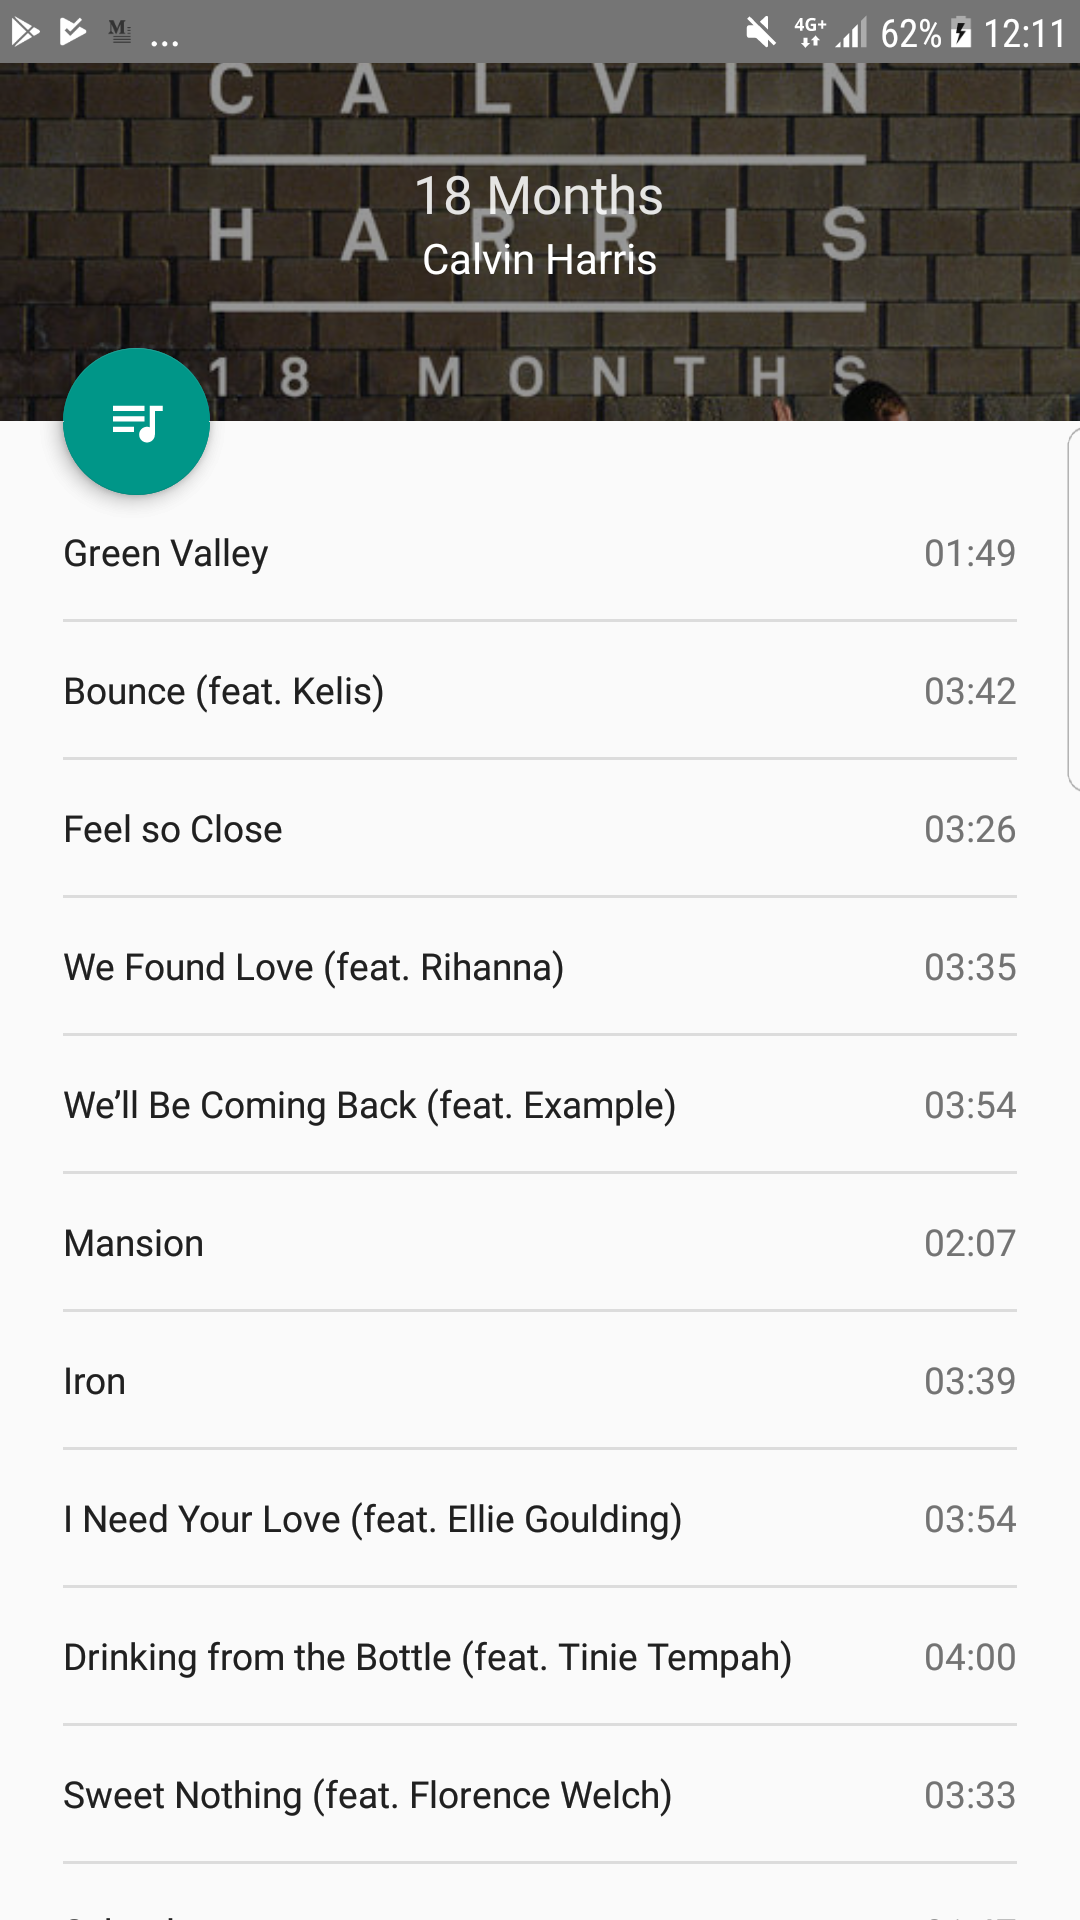 ... 4G+ 62% 12:11
CALVIN
18 Months
HARRIS
Calvin Harris
18 MONTHS
Green Valley 01:49
Bounce (feat. Kelis) 03:42
Feel so Close 03:26
We Found Love (feat. Rihanna) 03:35
We’ll Be Coming Back (feat. Example) 03:54
Mansion 02:07
Iron 03:39
I Need Your Love (feat. Ellie Goulding) 03:54
Drinking from the Bottle (feat. Tinie Tempah) 04:00
Sweet Nothing (feat. Florence Welch) 03:33